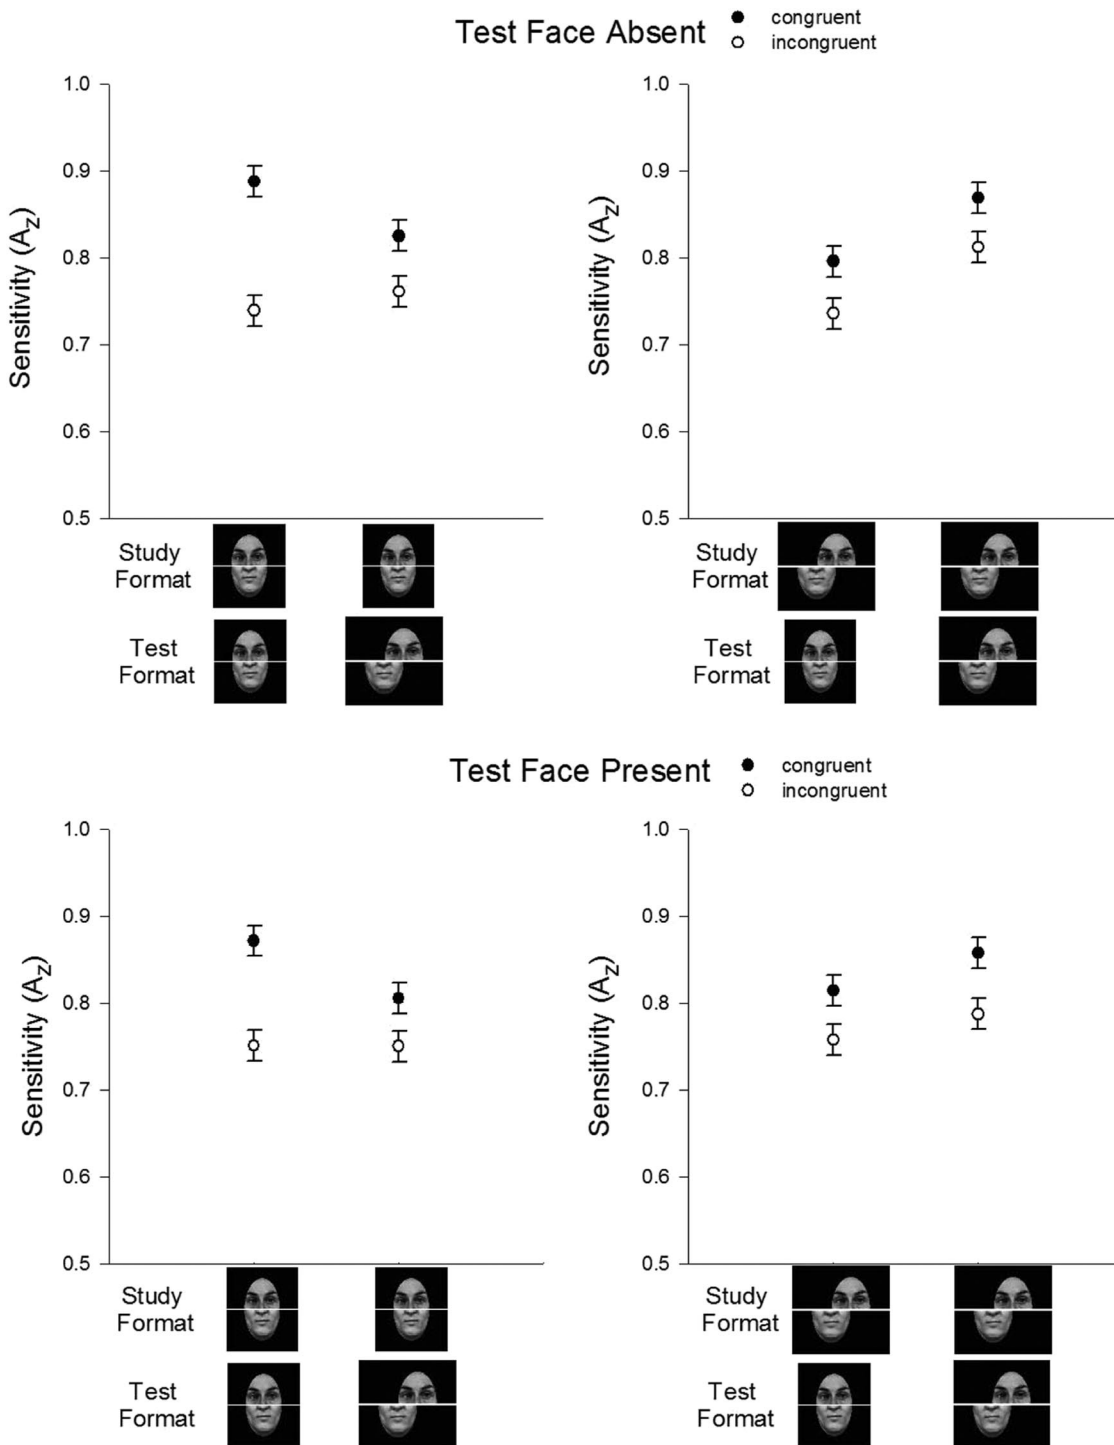 Test Face Absent
congruent
incongruent
Sensitivity (AZ)
1.0
0.9
0.8
0.7
0.6
0.5
Study
Format
Test
Format
Sensitivity (AZ)
1.0
0.9
0.8
0.7
0.6
0.5
Study
Format
Test
Format
Test Face Present
congruent
incongruent
Sensitivity (AZ)
1.0
0.9
0.8
0.7
0.6
0.5
Study
Format
Test
Format
Sensitivity (AZ)
1.0
0.9
0.8
0.7
0.6
0.5
Study
Format
Test
Format